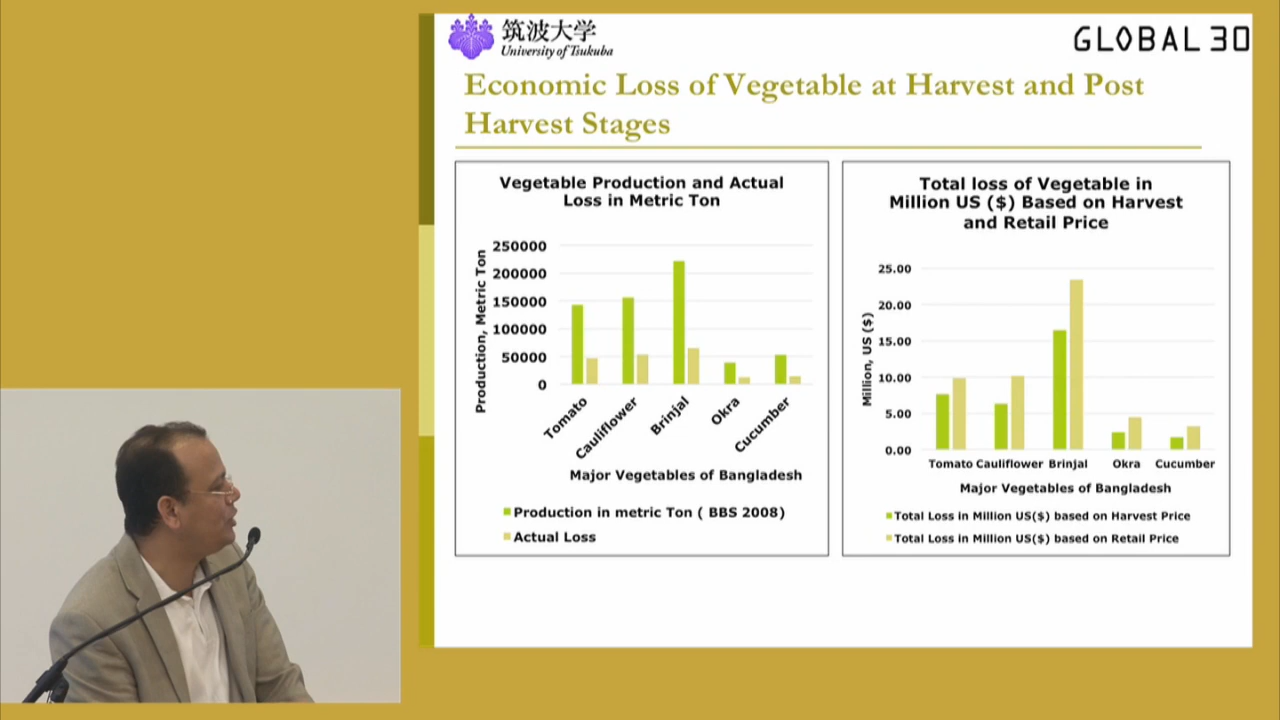 筑波大学
University of Tsukuba
GLOBAL 30
Economic Loss of Vegetable at Harvest and Post
Harvest Stages
Vegetable Production and Actual
Loss in Metric Ton
Production, Metric Ton
250000
200000
150000
100000
50000
0
Tomato
Cauliflower
Brinjal
Okra
Cucumber
Major Vegetables of Bangladesh
Production in metric Ton ( BBS 2008)
Actual Loss
Total loss of Vegetable in
Million US ($) Based on Harvest
and Retail Price
Million, US ($)
25.00
20.00
15.00
10.00
5.00
0.00
Tomato Cauliflower Brinjal Okra Cucumber
Major Vegetables of Bangladesh
Total Loss in Million US($) based on Harvest Price
Total Loss in Million US($) based on Retail Price